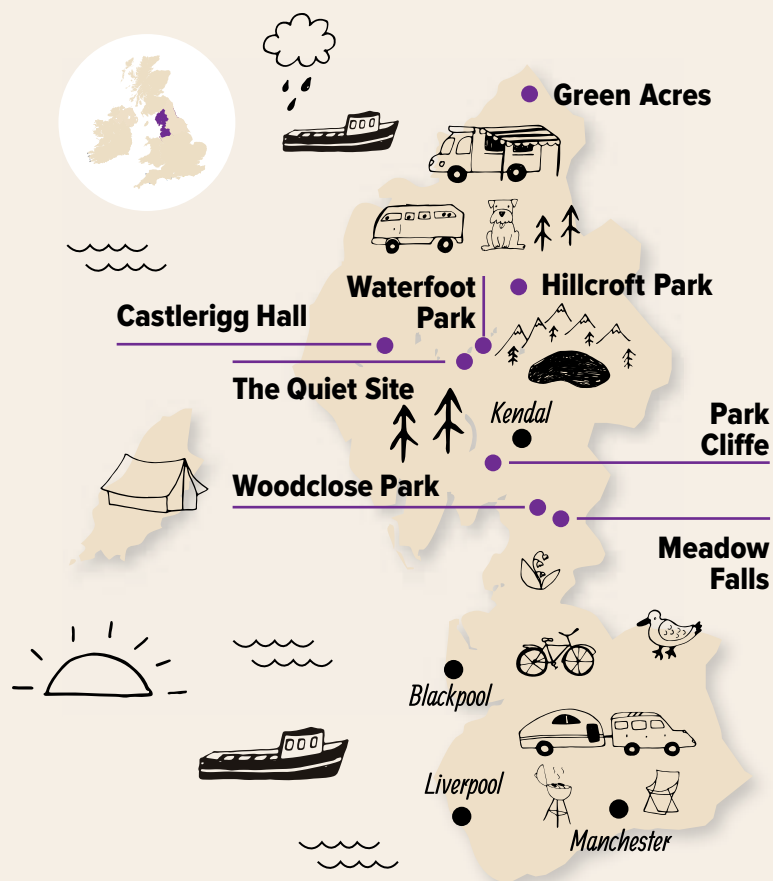 Green Acres
Waterfoot
Park
Hillcroft Park
Castlerigg Hall
The Quiet Site
Kendal
Park
Cliffe
Woodclose Park
Meadow
Falls
Blackpool
Liverpool
Manchester